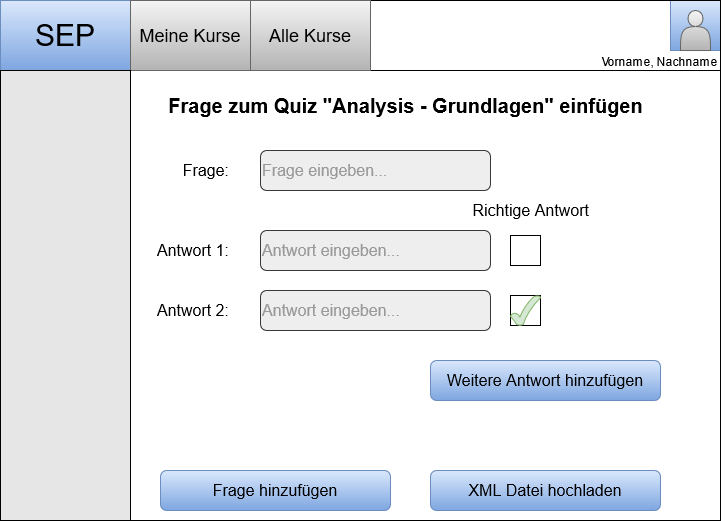 SEP
Meine Kurse
Alle Kurse
Vorname, Nachname
Frage zum Quiz "Analysis - Grundlagen" einfügen
Frage:
Frage eingeben...
Richtige Antwort
Antwort 1:
Antwort eingeben...
Antwort 2:
Antwort eingeben...
Weitere Antwort hinzufügen
Frage hinzufügen
XML Datei hochladen